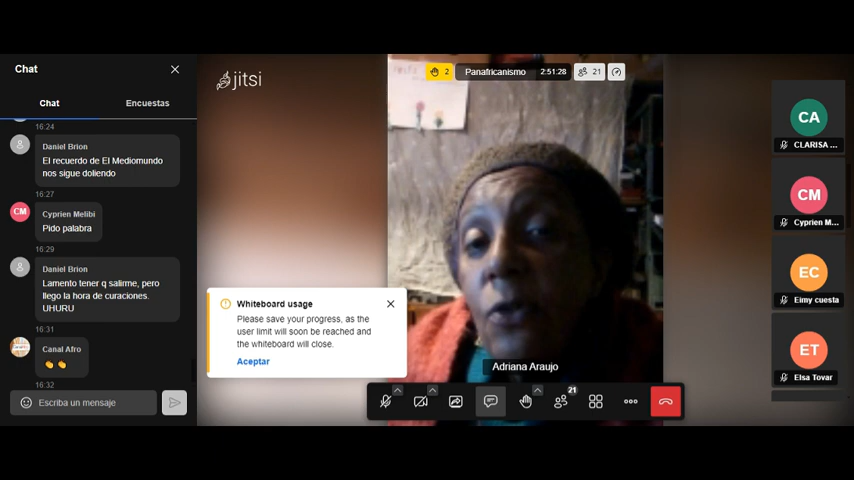 Chat
Chat
Encuestas
16:24
Daniel Brion
El recuerdo de El Mediomundo
nos sigue doliendo
16:27
CM
Cyprien Melibi
Pido palabra
16:29
Daniel Brion
Lamento tener q salirme, pero
llego la hora de curaciones.
UHURU
16:31
Canal Afro
16:32
Escriba un mensaje
jitsi
2
Panafricanismo
2:51:28
21
Whiteboard usage
Please save your progress, as the
user limit will soon be reached and
the whiteboard will close.
Aceptar
Adriana Araujo
21
CA
CLARISA ...
CM
Cyprien M...
EC
Eimy cuesta
ET
Elsa Tovar